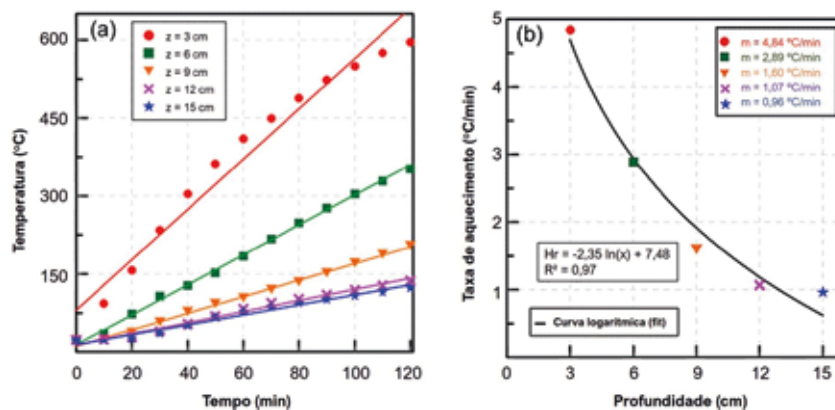 (a)
z = 3 cm
z = 6 cm
z = 9 cm
z = 12 cm
z = 15 cm
600
450
300
150
0
20
40
60
80
100
120
Temperatura (°C)
Tempo (min)
(b)
m = 4,84 °C/min
m = 2,89 °C/min
m = 1,60 °C/min
m = 1,07 °C/min
m = 0,96 °C/min
5
4
3
2
1
0
3
6
9
12
15
Taxa de aquecimento (°C/min)
Hr = -2,35 ln(x) + 7,48
R² = 0,97
Curva logarítmica (fit)
Profundidade (cm)